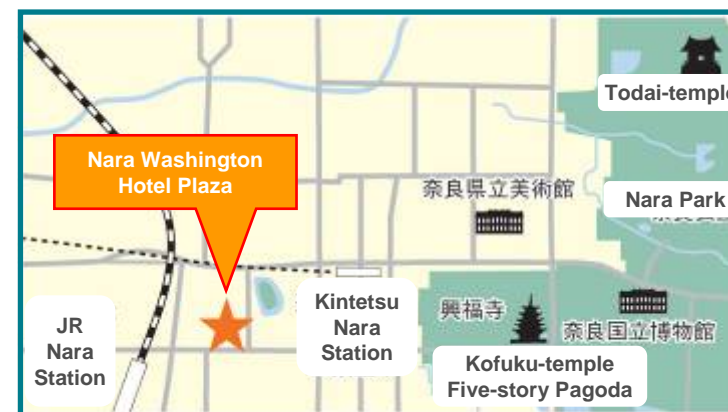 Todai-temple
Nara Washington
Hotel Plaza
奈良県立美術館
Nara Park
JR
Nara
Station
Kintetsu
Nara
Station
興福寺
奈良国立博物館
Kofuku-temple
Five-story Pagoda